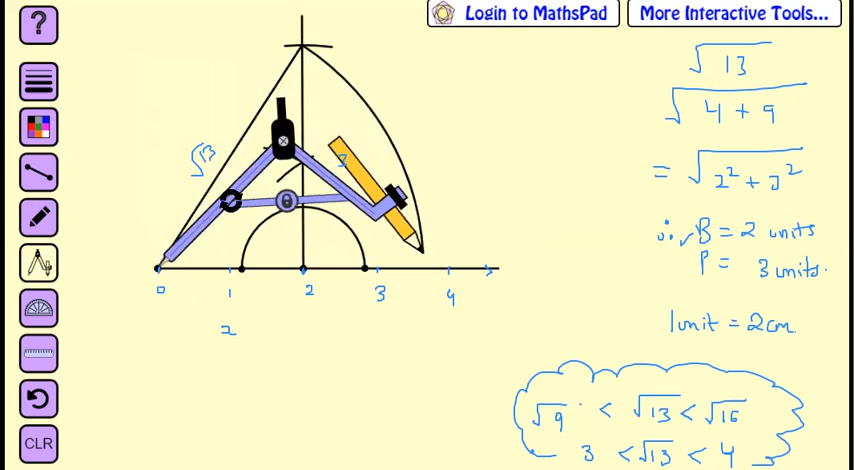 ?
Login to MathsPad
More Interactive Tools...
√13
√4 + 9
= √2² + 3²
∴ B = 2 units
P = 3 units.
1 unit = 2cm.
√9 < √13 < √16
3 < √13 < 4
√13
3
0 1 2 3 4
2
CLR